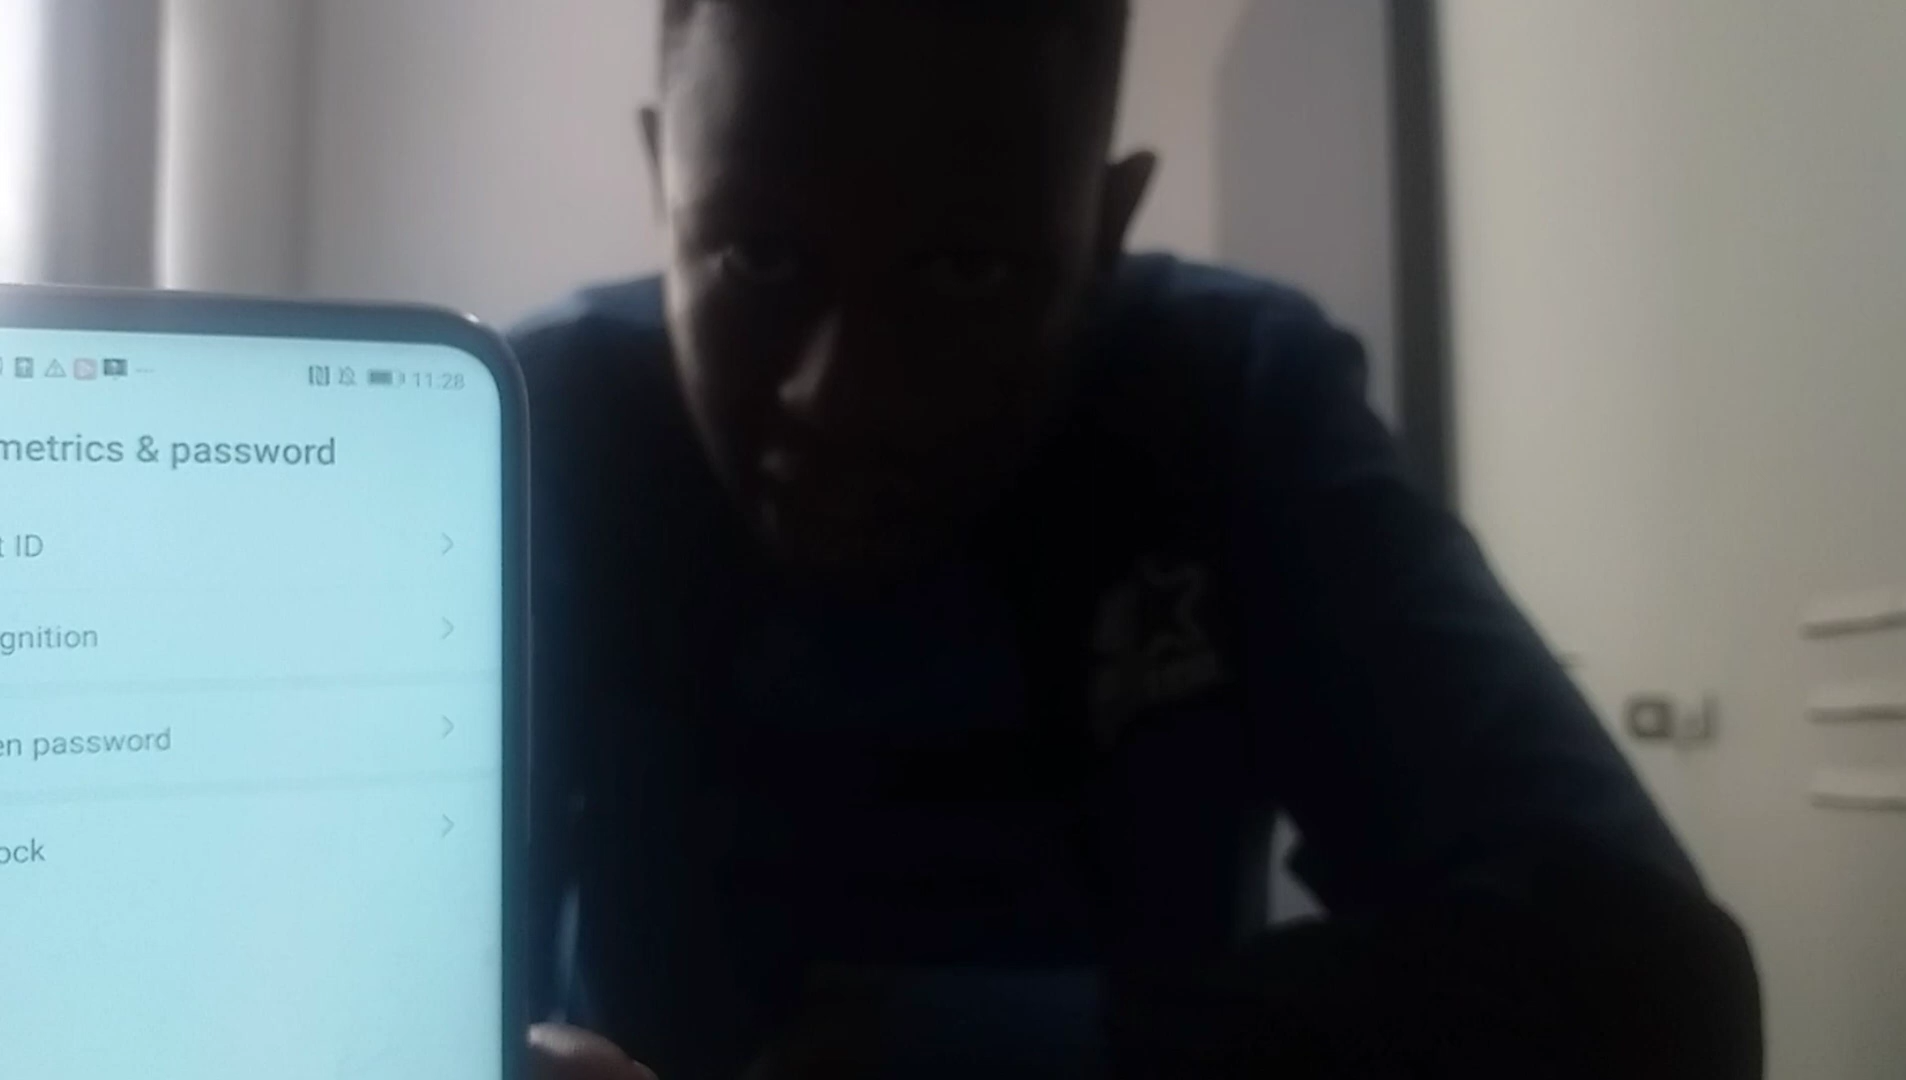 11:28
metrics & password
t ID
gnition
en password
ock